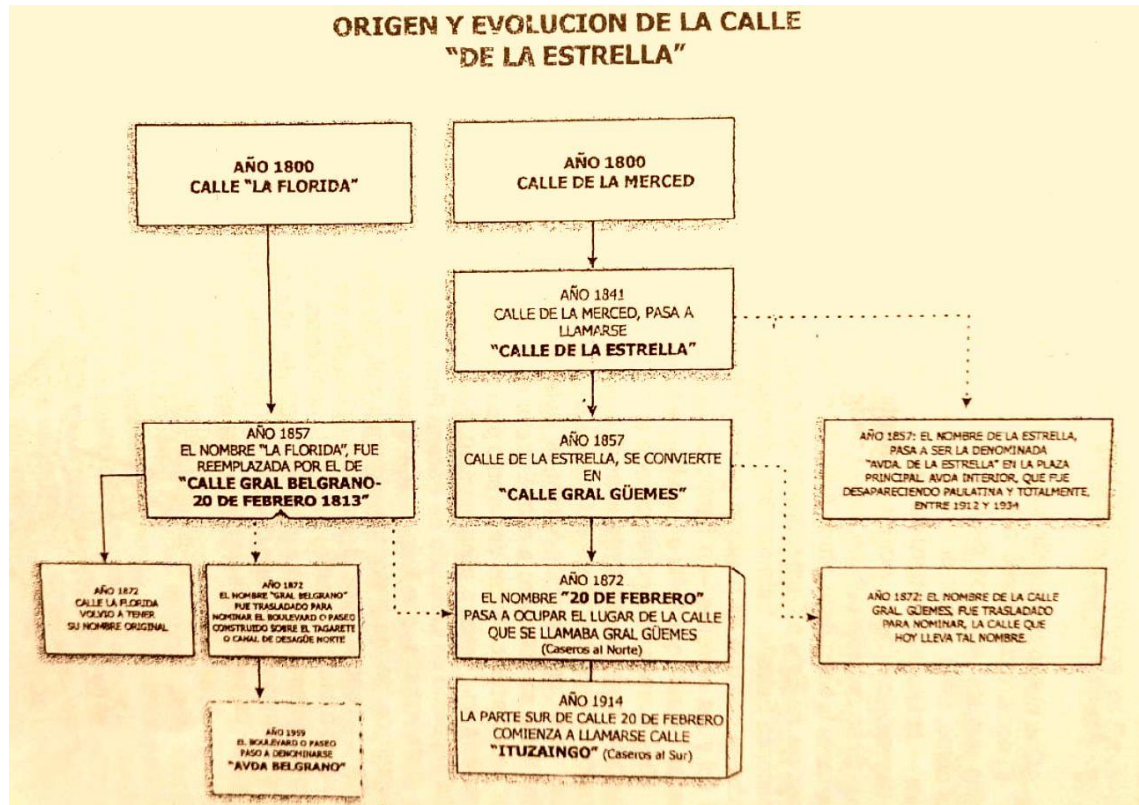 ORIGEN Y EVOLUCION DE LA CALLE
"DE LA ESTRELLA"
AÑO 1800
CALLE "LA FLORIDA"
AÑO 1800
CALLE DE LA MERCED
AÑO 1841
CALLE DE LA MERCED, PASA A
LLAMARSE
"CALLE DE LA ESTRELLA"
AÑO 1857
EL NOMBRE "LA FLORIDA", FUE
REEMPLAZADA POR EL DE
"CALLE GRAL BELGRANO-
20 DE FEBRERO 1813"
AÑO 1857
CALLE DE LA ESTRELLA, SE CONVIERTE
EN
"CALLE GRAL GÜEMES"
AÑO 1857: EL NOMBRE DE LA ESTRELLA,
PASA A SER LA DENOMINADA
"AVDA. DE LA ESTRELLA" EN LA PLAZA
PRINCIPAL. AVDA INTERIOR, QUE FUE
DESAPARECIENDO PAULATINA Y TOTALMENTE,
ENTRE 1912 Y 1934
AÑO 1872
CALLE LA FLORIDA
VOLVIO A TENER
SU NOMBRE ORIGINAL
AÑO 1872
EL NOMBRE "GRAL BELGRANO"
FUE TRASLADADO PARA
NOMINAR EL BOULEVARD O PASEO
CONSTRUIDO SOBRE EL TAGARETE
O CANAL DE DESAGÜE NORTE
AÑO 1872
EL NOMBRE "20 DE FEBRERO"
PASA A OCUPAR EL LUGAR DE LA CALLE
QUE SE LLAMABA GRAL GÜEMES
(Caseros al Norte)
AÑO 1872: EL NOMBRE DE LA CALLE
GRAL. GÜEMES, FUE TRASLADADO
PARA NOMINAR, LA CALLE QUE
HOY LLEVA TAL NOMBRE.
AÑO 1959
EL BOULEVARD O PASEO
PASO A DENOMINARSE
"AVDA BELGRANO"
AÑO 1914
LA PARTE SUR DE CALLE 20 DE FEBRERO
COMIENZA A LLAMARSE CALLE
"ITUZAINGO" (Caseros al Sur)